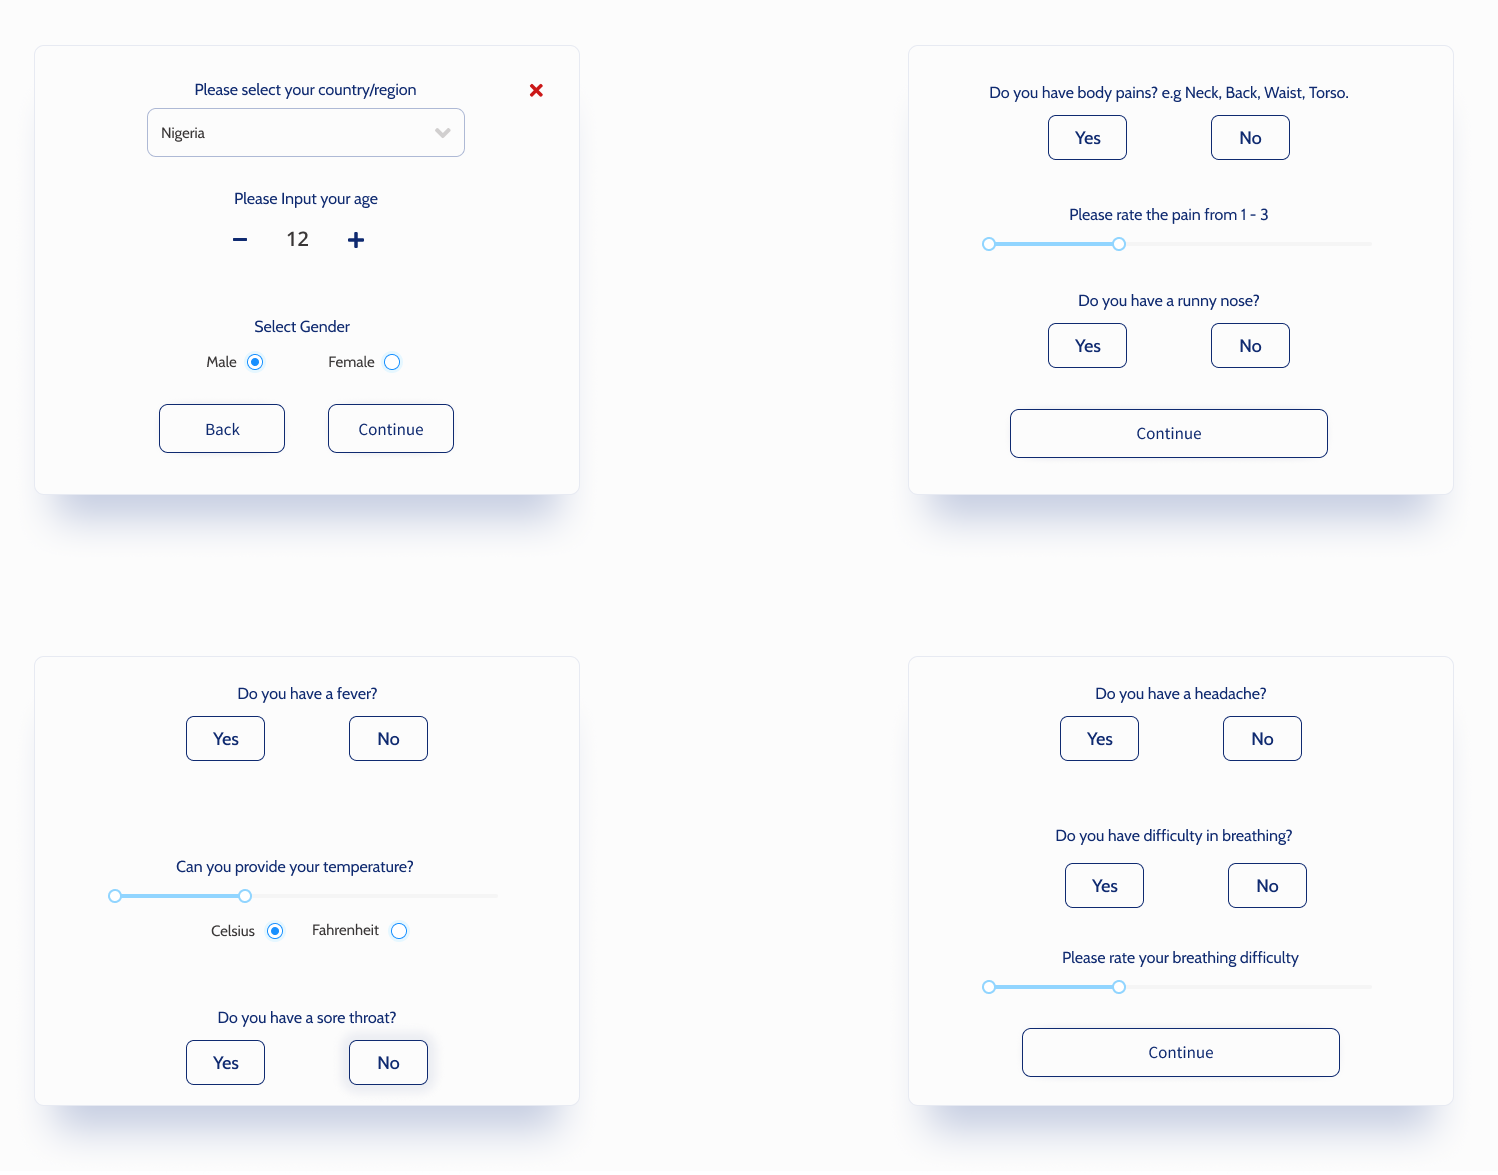 Please select your country/region
Nigeria
Please Input your age
12
Select Gender
Male Female
Back Continue
Do you have body pains? e.g Neck, Back, Waist, Torso.
Yes No
Please rate the pain from 1 - 3
Do you have a runny nose?
Yes No
Continue
Do you have a fever?
Yes No
Can you provide your temperature?
Celsius Fahrenheit
Do you have a sore throat?
Yes No
Do you have a headache?
Yes No
Do you have difficulty in breathing?
Yes No
Please rate your breathing difficulty
Continue